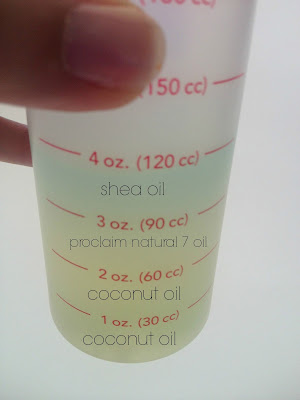 (150 cc)
4 oz. (120 cc)
shea oil
3 oz. (90 cc)
proclaim natural 7 oil
2 oz. (60 cc)
coconut oil
1 oz. (30 cc)
coconut oil